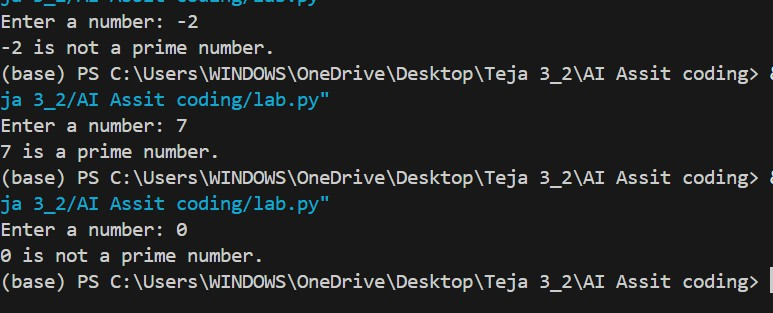 ja 3_2/AI Assit coding/lab.py"
Enter a number: -2
-2 is not a prime number.
(base) PS C:\Users\WINDOWS\OneDrive\Desktop\Teja 3_2\AI Assit coding> &
ja 3_2/AI Assit coding/lab.py"
Enter a number: 7
7 is a prime number.
(base) PS C:\Users\WINDOWS\OneDrive\Desktop\Teja 3_2\AI Assit coding> &
ja 3_2/AI Assit coding/lab.py"
Enter a number: 0
0 is not a prime number.
(base) PS C:\Users\WINDOWS\OneDrive\Desktop\Teja 3_2\AI Assit coding>